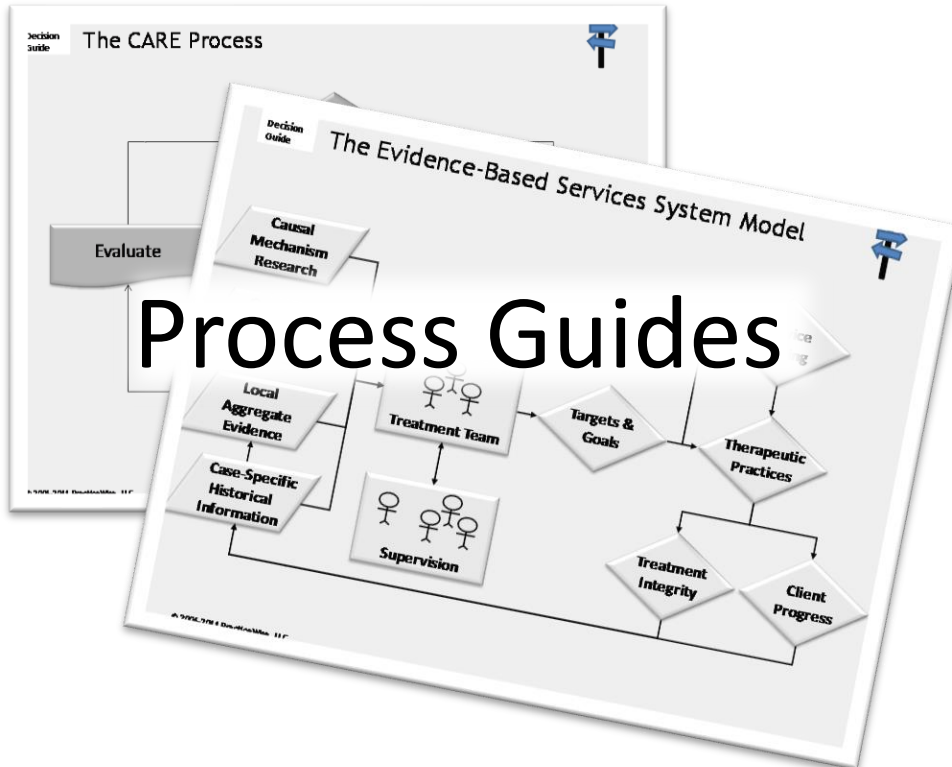 Decision
Guide
The CARE Process
Evaluate
Decision
Guide
The Evidence-Based Services System Model
Causal
Mechanism
Research
Process Guides
Local
Aggregate
Evidence
Case-Specific
Historical
Information
Treatment Team
Supervision
Targets &
Goals
Therapeutic
Practices
Treatment
Integrity
Client
Progress